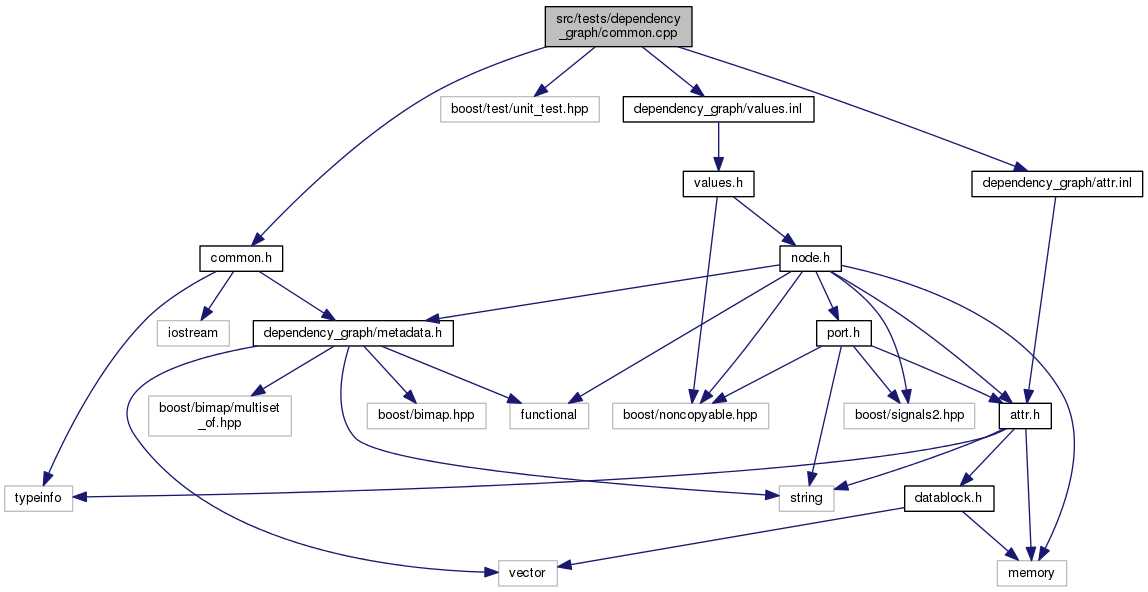 src/tests/dependency
_graph/common.cpp
boost/test/unit_test.hpp
dependency_graph/values.inl
values.h
dependency_graph/attr.inl
common.h
node.h
iostream
dependency_graph/metadata.h
port.h
boost/bimap/multiset
_of.hpp
boost/bimap.hpp
functional
boost/noncopyable.hpp
boost/signals2.hpp
attr.h
typeinfo
string
datablock.h
vector
memory